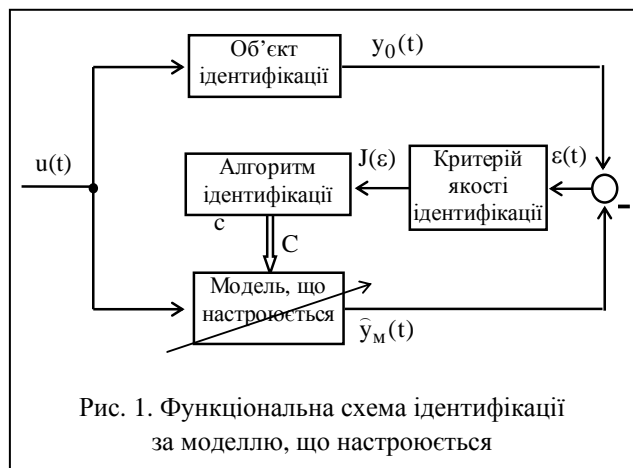 Об’єкт
ідентифікації
y₀(t)
u(t)
Алгоритм
ідентифікації
J(ε)
Критерій
якості
ідентифікації
ε(t)
-
c
C
Модель, що
настроюється
ŷ_м(t)
Рис. 1. Функціональна схема ідентифікації
за моделлю, що настроюється